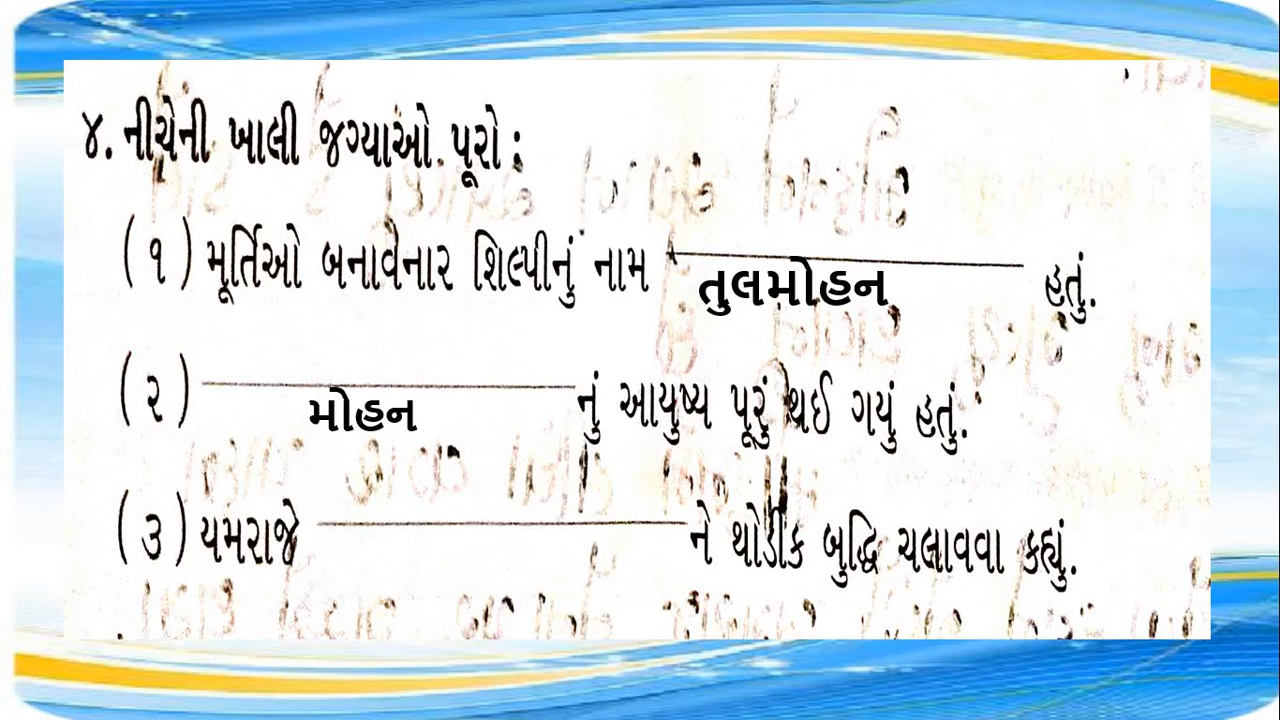 ૪. નીચેની ખાલી જગ્યાઓ પૂરો :
( ૧ ) મૂર્તિઓ બનાવનાર શિલ્પીનું નામ તુલમોહન હતું.
( ૨ ) મોહન નું આયુષ્ય પૂરું થઈ ગયું હતું.
( ૩ ) યમરાજે ને થોડીક બુદ્ધિ ચલાવવા કહ્યું.